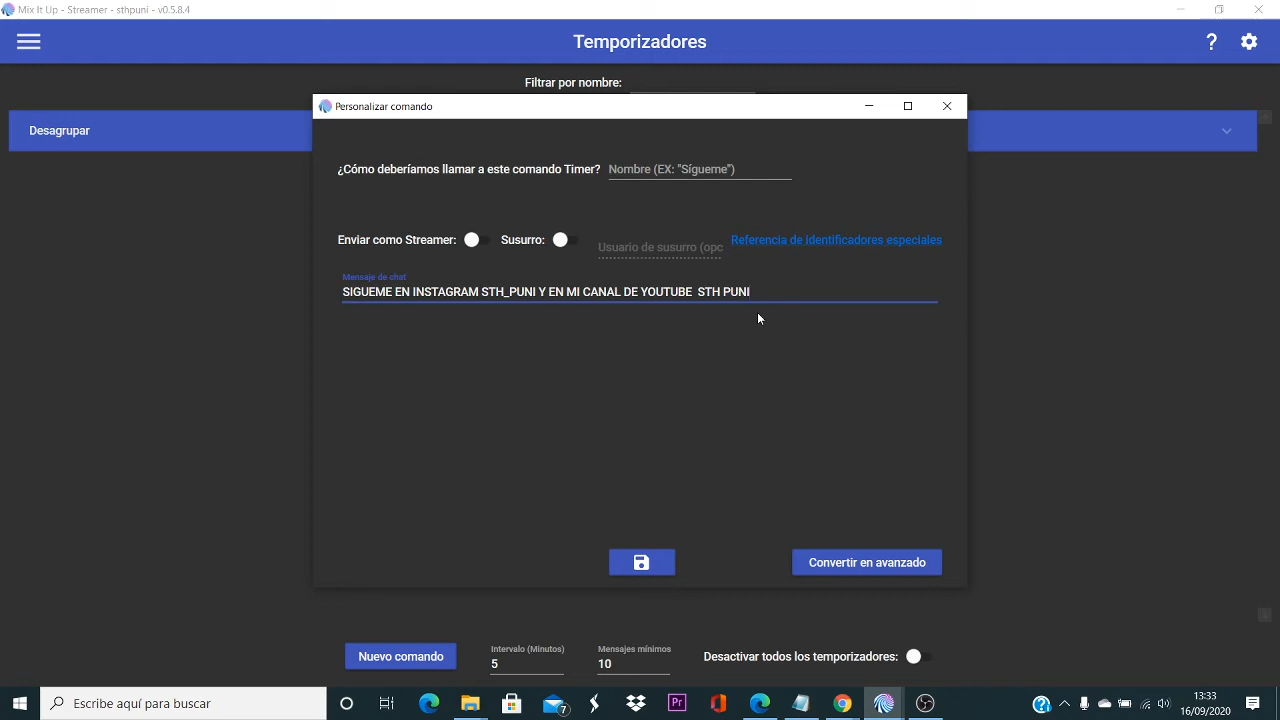 Mix It Up - Streamer - sthpuni - v0.5.8.4
Temporizadores
?
Filtrar por nombre:
Personalizar comando
Desagrupar
¿Cómo deberíamos llamar a este comando Timer? Nombre (EX: "Sígueme")
Enviar como Streamer: Susurro: Usuario de susurro (opc Referencia de identificadores especiales
Mensaje de chat
SIGUEME EN INSTAGRAM STH_PUNI Y EN MI CANAL DE YOUTUBE  STH PUNI
Convertir en avanzado
Nuevo comando
Intervalo (Minutos)
5
Mensajes mínimos
10
Desactivar todos los temporizadores:
Escribe aquí para buscar
7
Pr
?
13:33
16/09/2020